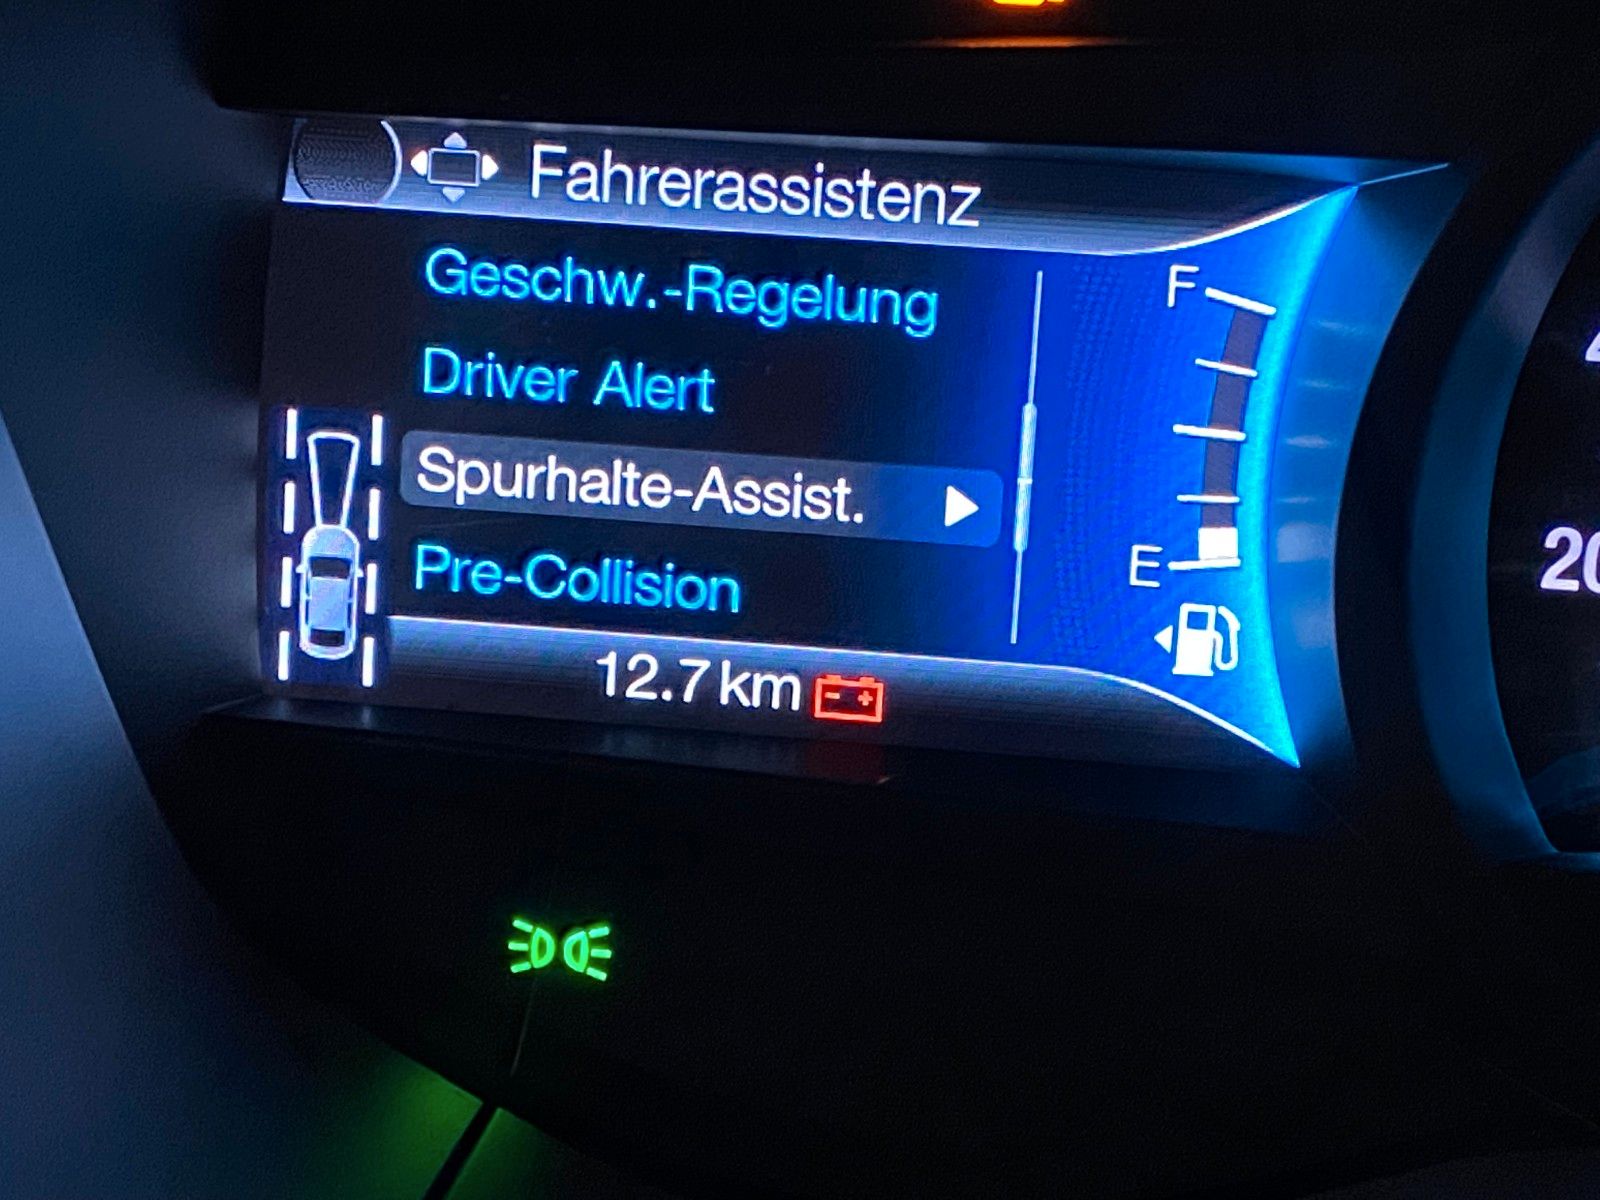 Fahrerassistenz
Geschw.-Regelung
Driver Alert
Spurhalte-Assist.
Pre-Collision
12.7 km
F
E